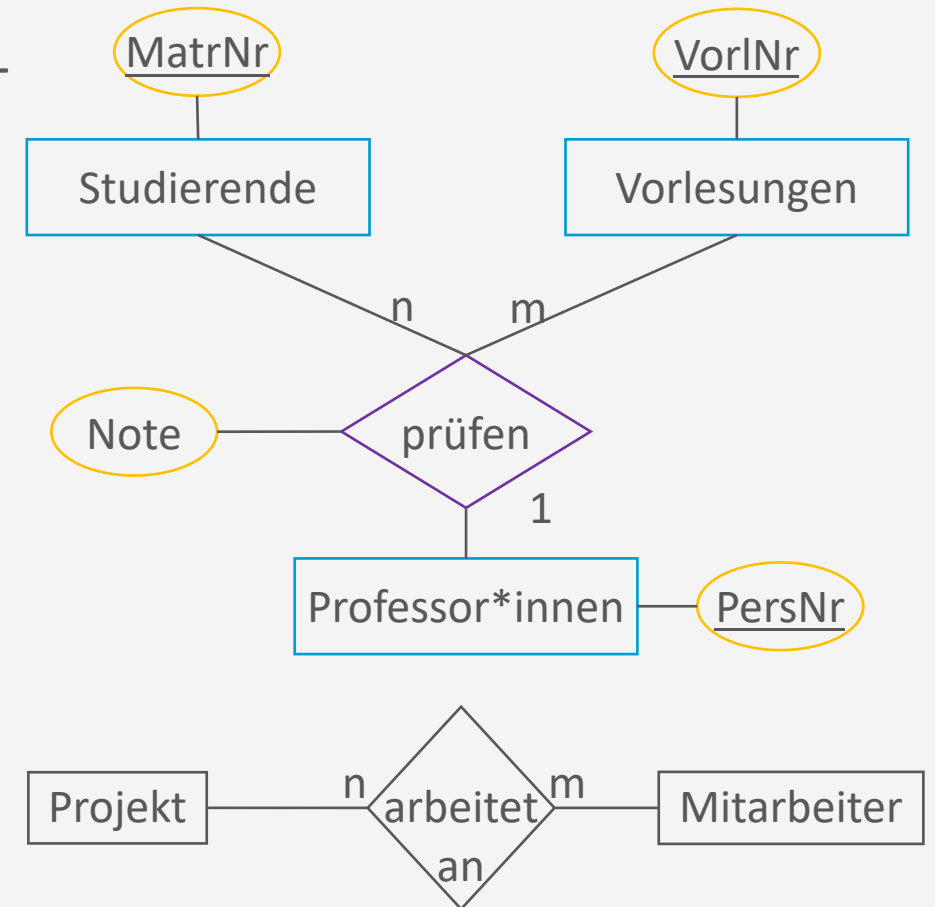 MatrNr
VorlNr
Studierende
Vorlesungen
n
m
Note
prüfen
1
Professor*innen
PersNr
n
m
Projekt
arbeitet
an
Mitarbeiter